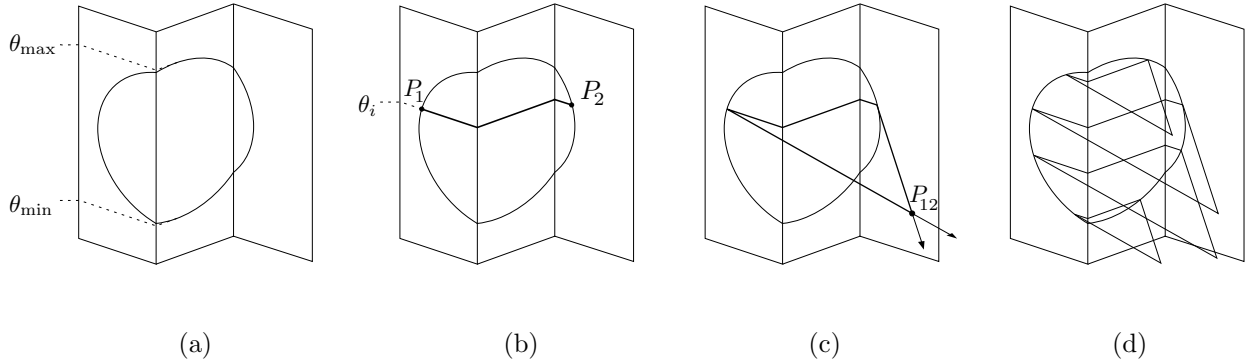 θmax
θmin
(a)
θi
P1
P2
(b)
P12
(c)
(d)